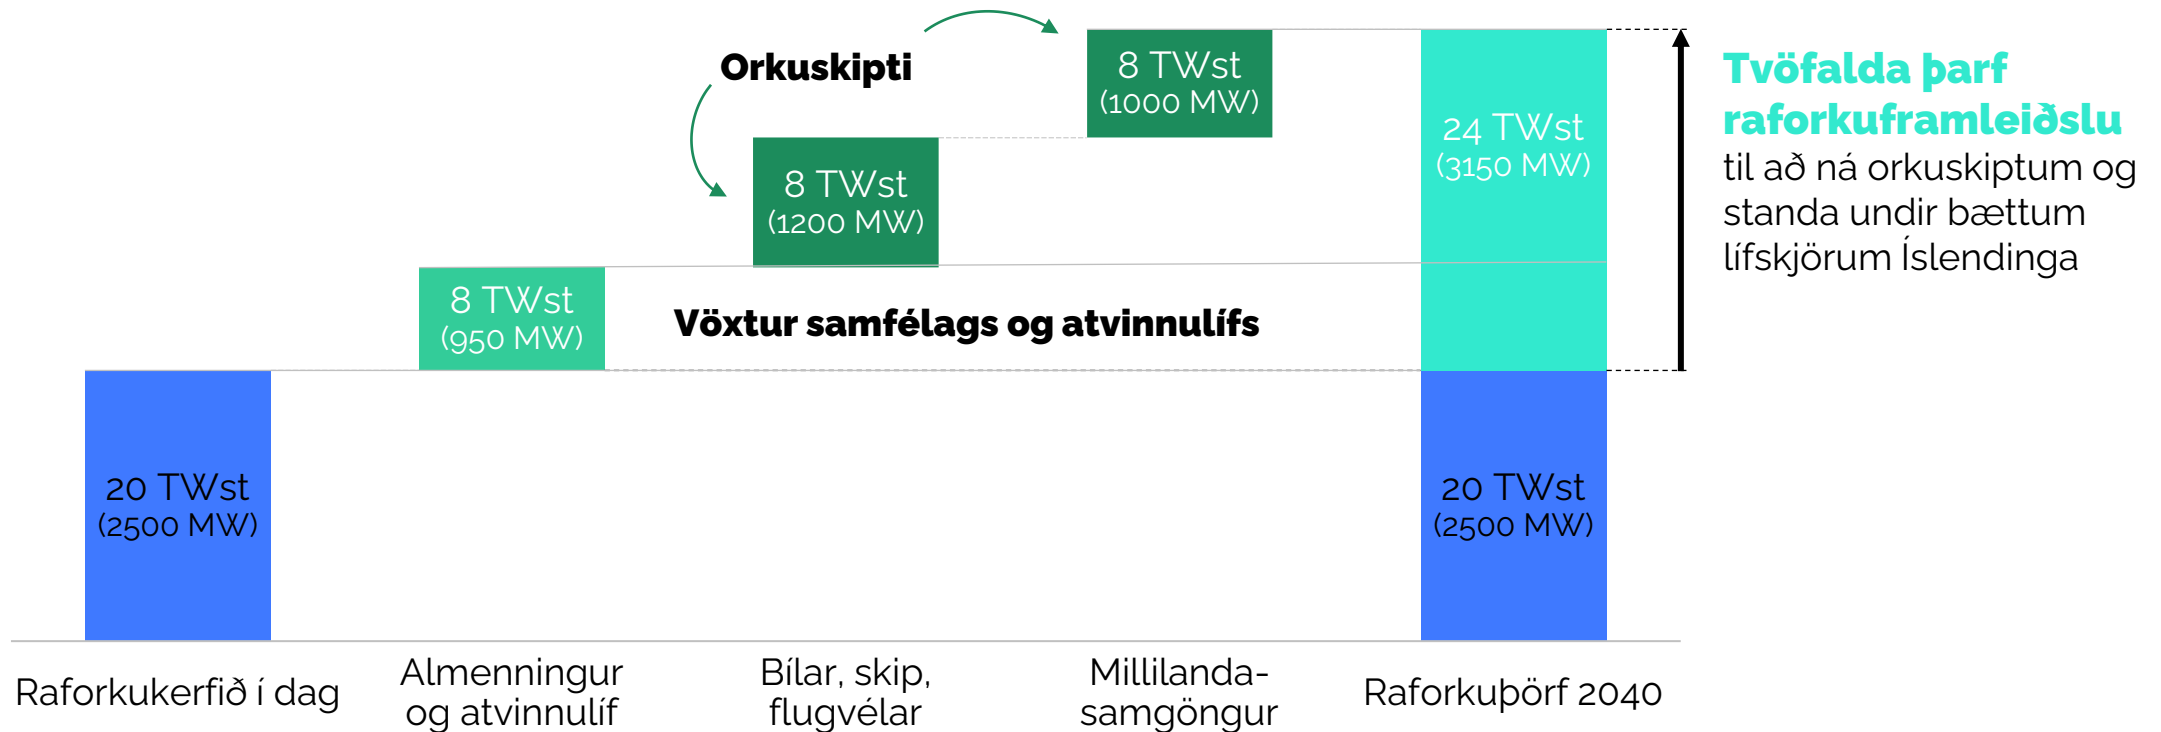 Orkuskipti
8 TWst
(1000 MW)
Tvöfalda þarf
raforkuframleiðslu
til að ná orkuskiptum og
standa undir bættum
lífskjörum Íslendinga
24 TWst
(3150 MW)
8 TWst
(1200 MW)
8 TWst
(950 MW)
Vöxtur samfélags og atvinnulífs
20 TWst
(2500 MW)
20 TWst
(2500 MW)
Raforkukerfið í dag
Almenningur
og atvinnulíf
Bílar, skip,
flugvélar
Millilanda-
samgöngur
Raforkuþörf 2040